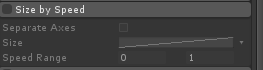 Size by Speed
Separate Axes
Size
Speed Range 0 1